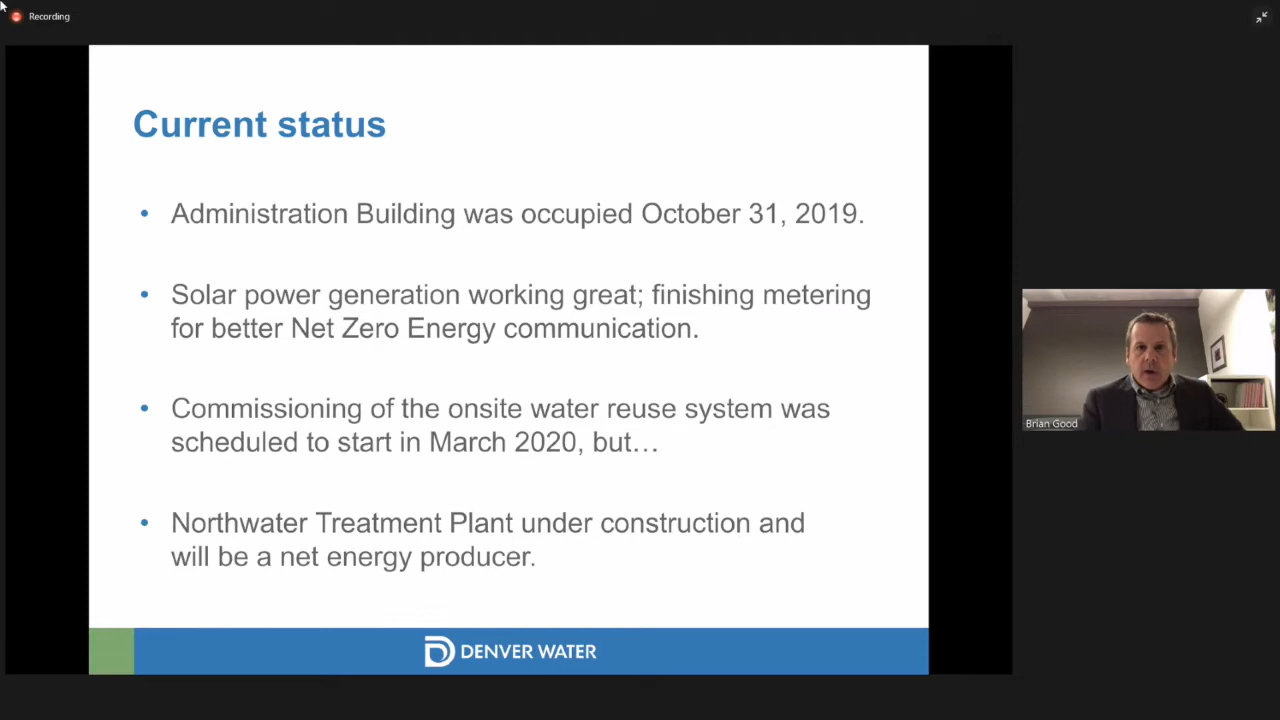 Recording
Current status
• Administration Building was occupied October 31, 2019.
• Solar power generation working great; finishing metering
for better Net Zero Energy communication.
• Commissioning of the onsite water reuse system was
scheduled to start in March 2020, but…
• Northwater Treatment Plant under construction and
will be a net energy producer.
DENVER WATER
Brian Good